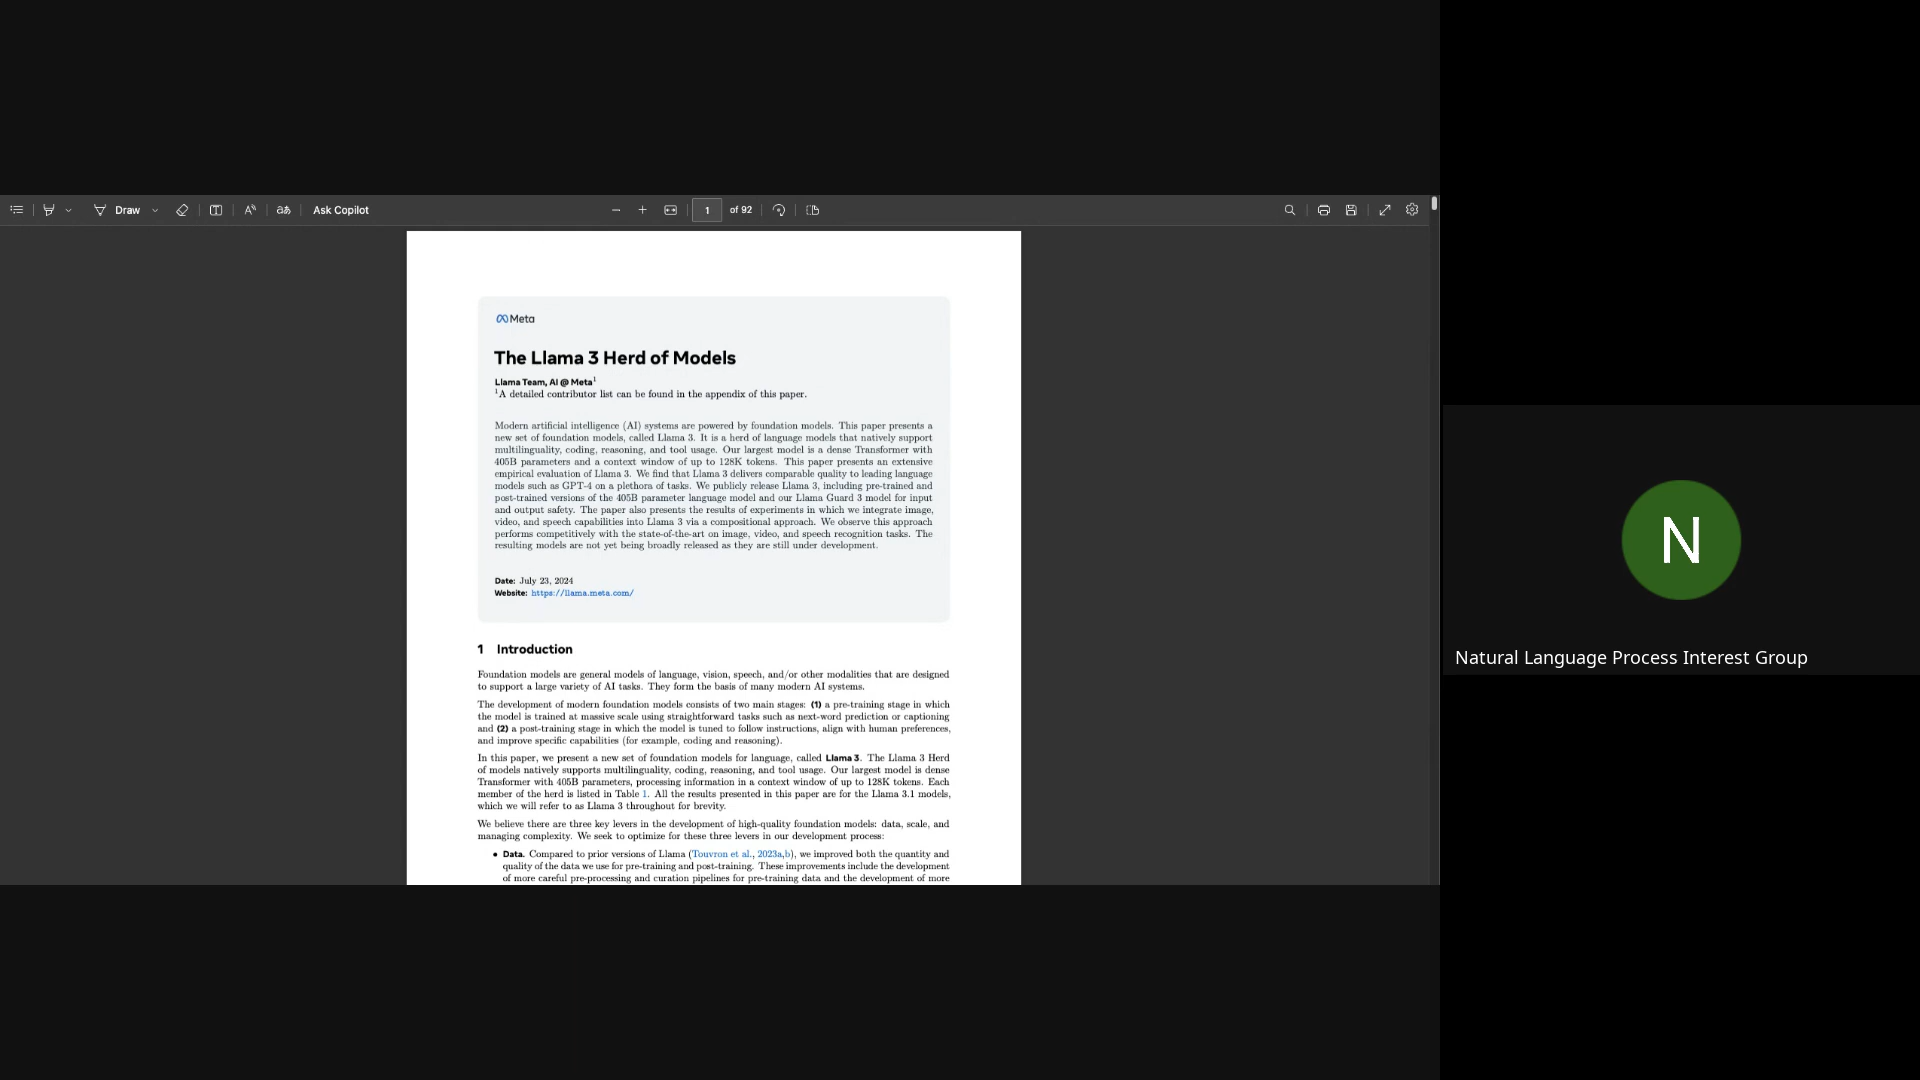 Draw
Ask Copilot
1 of 92
Meta
The Llama 3 Herd of Models
Llama Team, AI @ Meta¹
¹A detailed contributor list can be found in the appendix of this paper.
Modern artificial intelligence (AI) systems are powered by foundation models. This paper presents a
new set of foundation models, called Llama 3. It is a herd of language models that natively support
multilinguality, coding, reasoning, and tool usage. Our largest model is a dense Transformer with
405B parameters and a context window of up to 128K tokens. This paper presents an extensive
empirical evaluation of Llama 3. We find that Llama 3 delivers comparable quality to leading language
models such as GPT-4 on a plethora of tasks. We publicly release Llama 3, including pre-trained and
post-trained versions of the 405B parameter language model and our Llama Guard 3 model for input
and output safety. The paper also presents the results of experiments in which we integrate image,
video, and speech capabilities into Llama 3 via a compositional approach. We observe this approach
performs competitively with the state-of-the-art on image, video, and speech recognition tasks. The
resulting models are not yet being broadly released as they are still under development.
Date: July 23, 2024
Website: https://llama.meta.com/
1 Introduction
Foundation models are general models of language, vision, speech, and/or other modalities that are designed
to support a large variety of AI tasks. They form the basis of many modern AI systems.
The development of modern foundation models consists of two main stages: (1) a pre-training stage in which
the model is trained at massive scale using straightforward tasks such as next-word prediction or captioning
and (2) a post-training stage in which the model is tuned to follow instructions, align with human preferences,
and improve specific capabilities (for example, coding and reasoning).
In this paper, we present a new set of foundation models for language, called Llama 3. The Llama 3 Herd
of models natively supports multilinguality, coding, reasoning, and tool usage. Our largest model is dense
Transformer with 405B parameters, processing information in a context window of up to 128K tokens. Each
member of the herd is listed in Table 1. All the results presented in this paper are for the Llama 3.1 models,
which we will refer to as Llama 3 throughout for brevity.
We believe there are three key levers in the development of high-quality foundation models: data, scale, and
managing complexity. We seek to optimize for these three levers in our development process:
• Data. Compared to prior versions of Llama (Touvron et al., 2023a,b), we improved both the quantity and
quality of the data we use for pre-training and post-training. These improvements include the development
of more careful pre-processing and curation pipelines for pre-training data and the development of more
N
Natural Language Process Interest Group